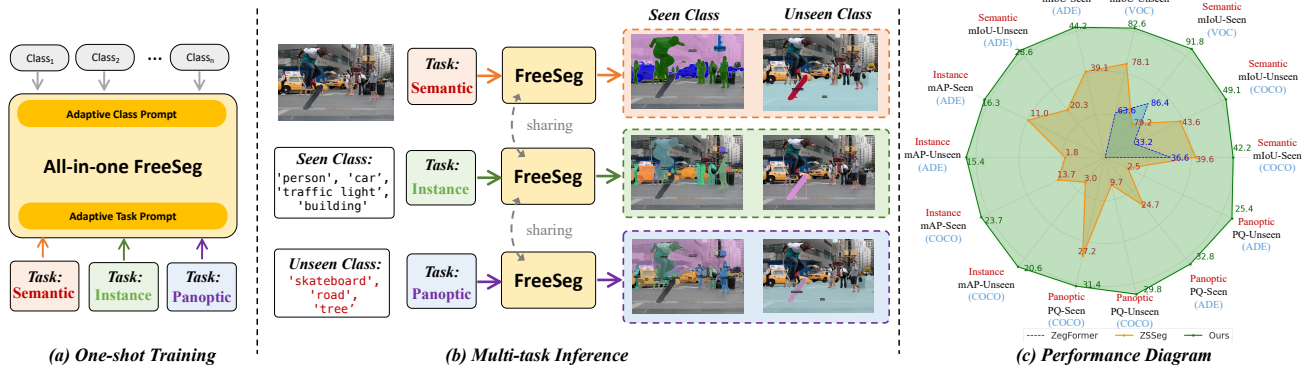 Class1
Class2
...
Classn
Adaptive Class Prompt
All-in-one FreeSeg
Adaptive Task Prompt
Task:
Semantic
Task:
Instance
Task:
Panoptic
(a) One-shot Training
Seen Class:
'person', 'car',
'traffic light',
'building'
Unseen Class:
'skateboard',
'road',
'tree'
Task:
Semantic
FreeSeg
sharing
Task:
Instance
FreeSeg
sharing
Task:
Panoptic
FreeSeg
Seen Class
Unseen Class
(b) Multi-task Inference
mIoU-Seen
(ADE)
mIoU-Unseen
(VOC)
Semantic
mIoU-Seen
(VOC)
Semantic
mIoU-Unseen
(COCO)
Semantic
mIoU-Seen
(COCO)
Panoptic
PQ-Unseen
(ADE)
Panoptic
PQ-Seen
(ADE)
Panoptic
PQ-Unseen
(COCO)
Panoptic
PQ-Seen
(COCO)
Instance
mAP-Unseen
(COCO)
Instance
mAP-Seen
(COCO)
Instance
mAP-Unseen
(ADE)
Instance
mAP-Seen
(ADE)
Semantic
mIoU-Unseen
(ADE)
44.2
82.6
91.8
49.1
42.2
25.4
32.8
29.8
31.4
20.6
23.7
15.4
16.3
28.6
39.1
78.1
79.2
43.6
39.6
2.5
24.7
9.7
27.2
3.0
13.7
1.8
11.0
20.3
63.6
86.4
33.2
36.6
ZegFormer
ZSSeg
Ours
(c) Performance Diagram